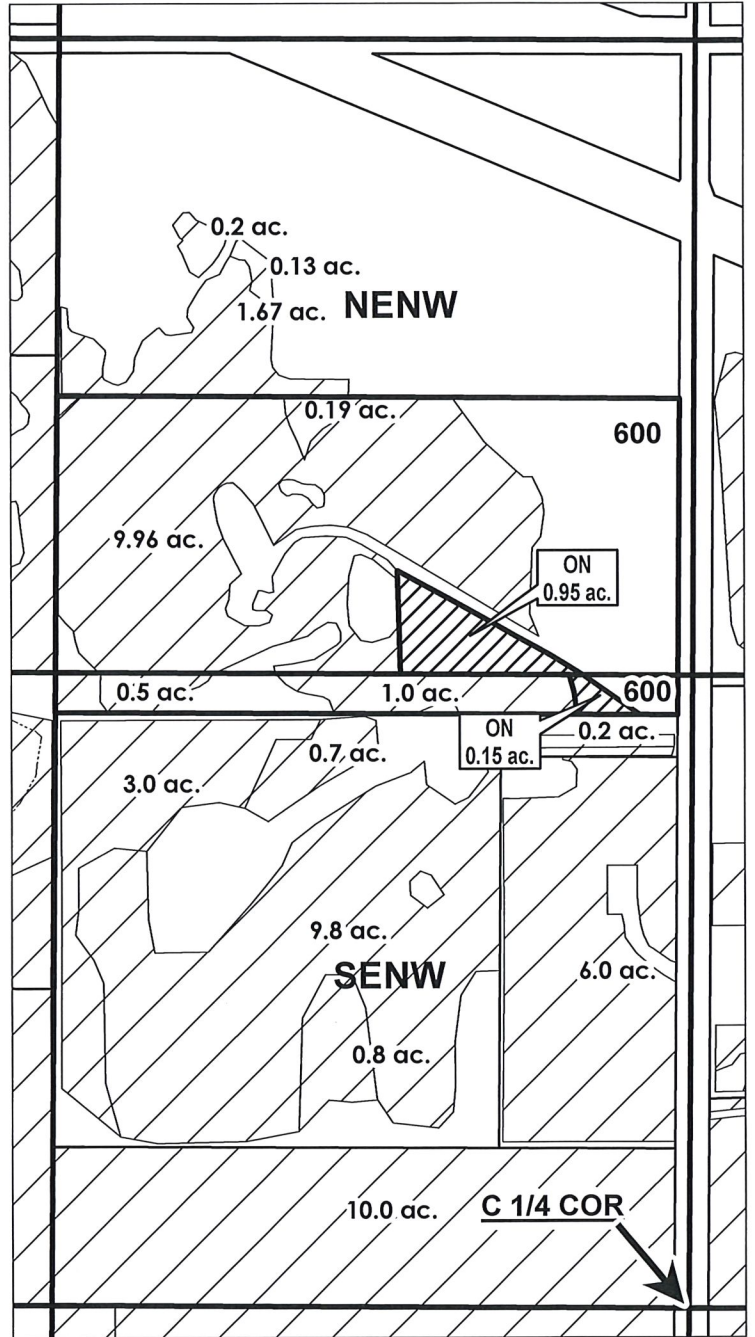 0.2 ac.
0.13 ac.
1.67 ac. NENW
0.19 ac.
600
9.96 ac.
ON
0.95 ac.
0.5 ac.
1.0 ac.
600
ON
0.15 ac.
0.2 ac.
0.7 ac.
3.0 ac.
9.8 ac.
SENW
6.0 ac.
0.8 ac.
10.0 ac.
C 1/4 COR